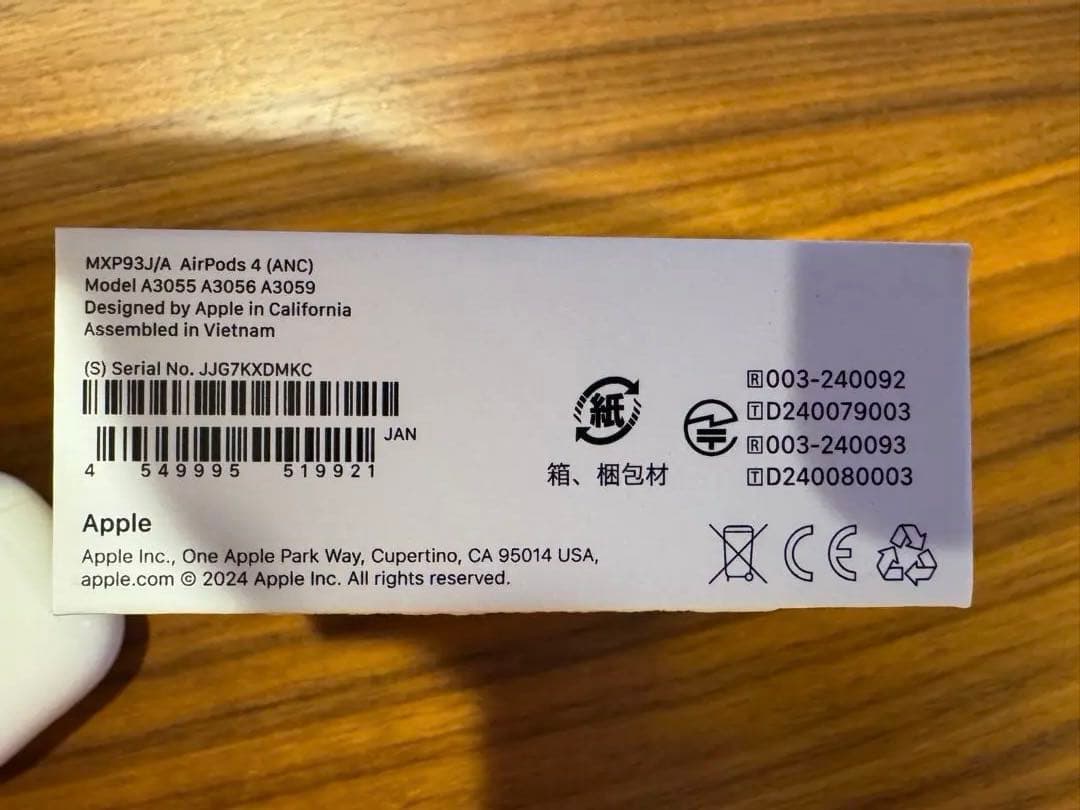 MXP93J/A AirPods 4 (ANC)
Model A3055 A3056 A3059
Designed by Apple in California
Assembled in Vietnam
(S) Serial No. JJG7KXDMKC
JAN
4 549995 519921
紙
箱、梱包材
🅁003-240092
🅃D240079003
🅁003-240093
🅃D240080003
Apple
Apple Inc., One Apple Park Way, Cupertino, CA 95014 USA,
apple.com © 2024 Apple Inc. All rights reserved.
CE